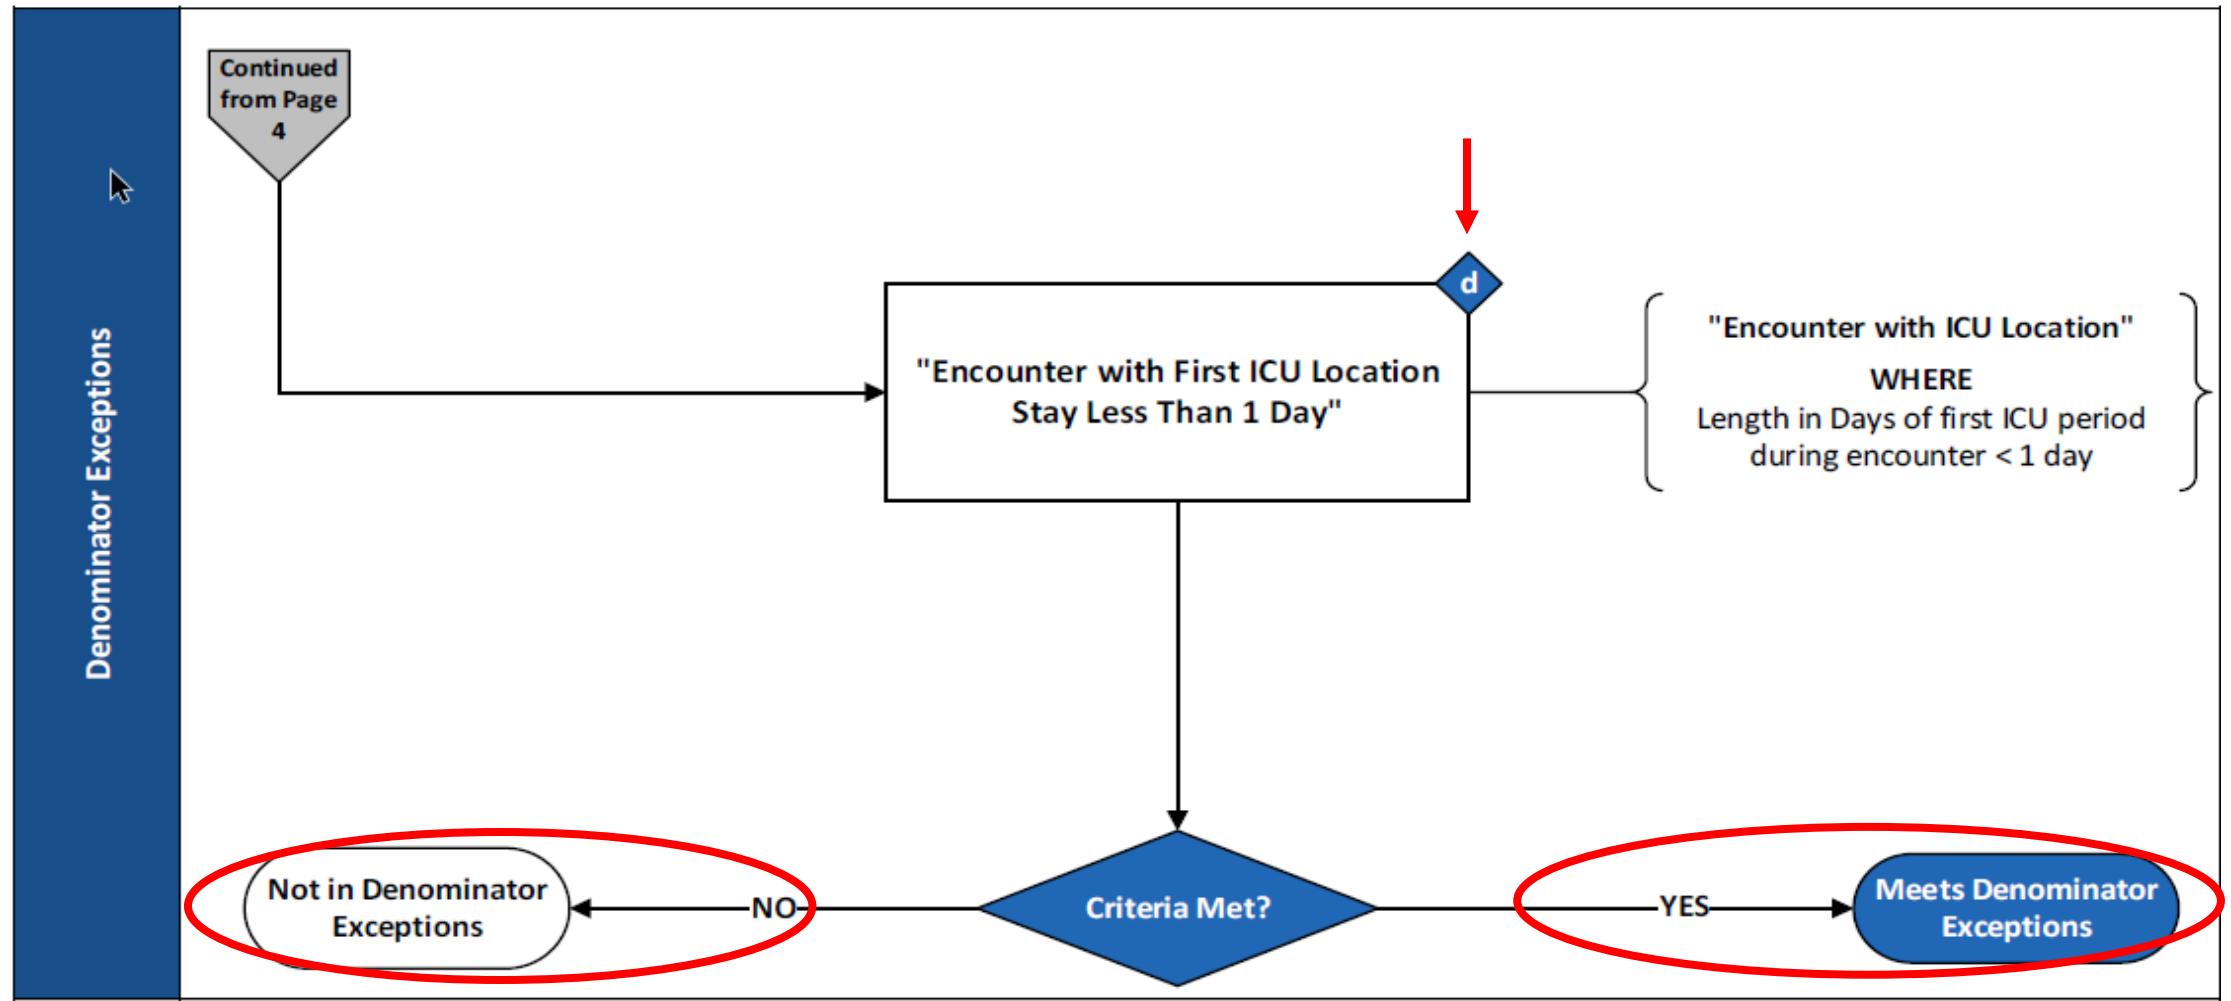 Denominator Exceptions
Continued
from Page
4
d
"Encounter with First ICU Location
Stay Less Than 1 Day"
"Encounter with ICU Location"
WHERE
Length in Days of first ICU period
during encounter < 1 day
Criteria Met?
NO
Not in Denominator
Exceptions
YES
Meets Denominator
Exceptions